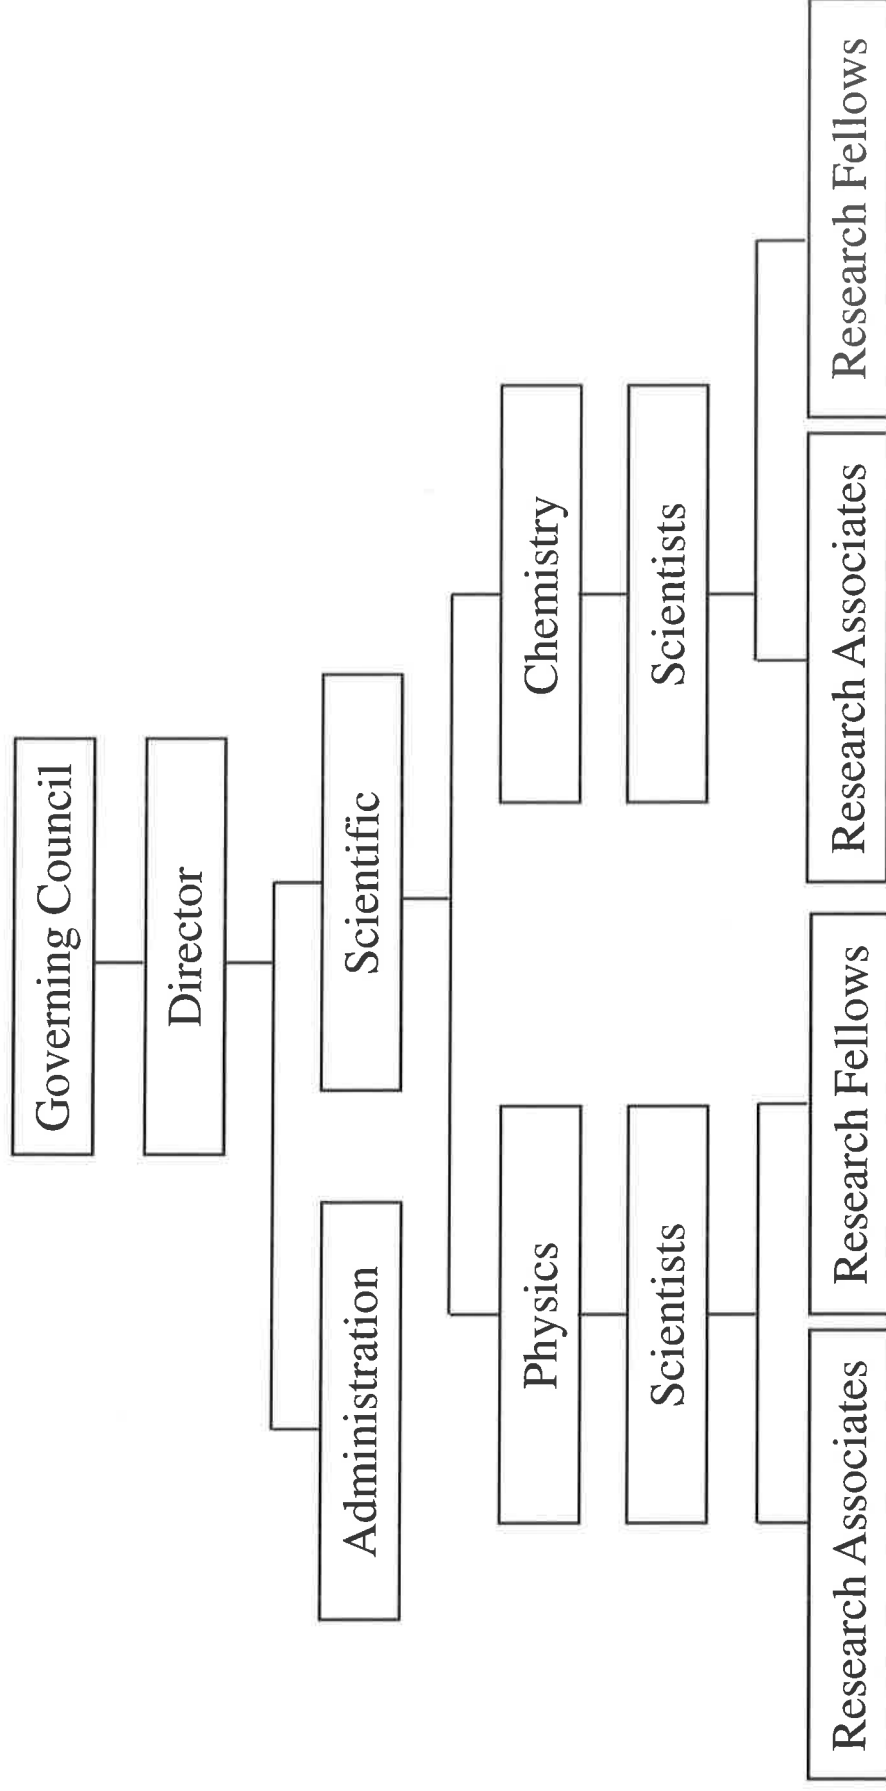 Governing Council
Director
Administration
Scientific
Physics
Chemistry
Scientists
Scientists
Research Associates
Research Fellows
Research Associates
Research Fellows